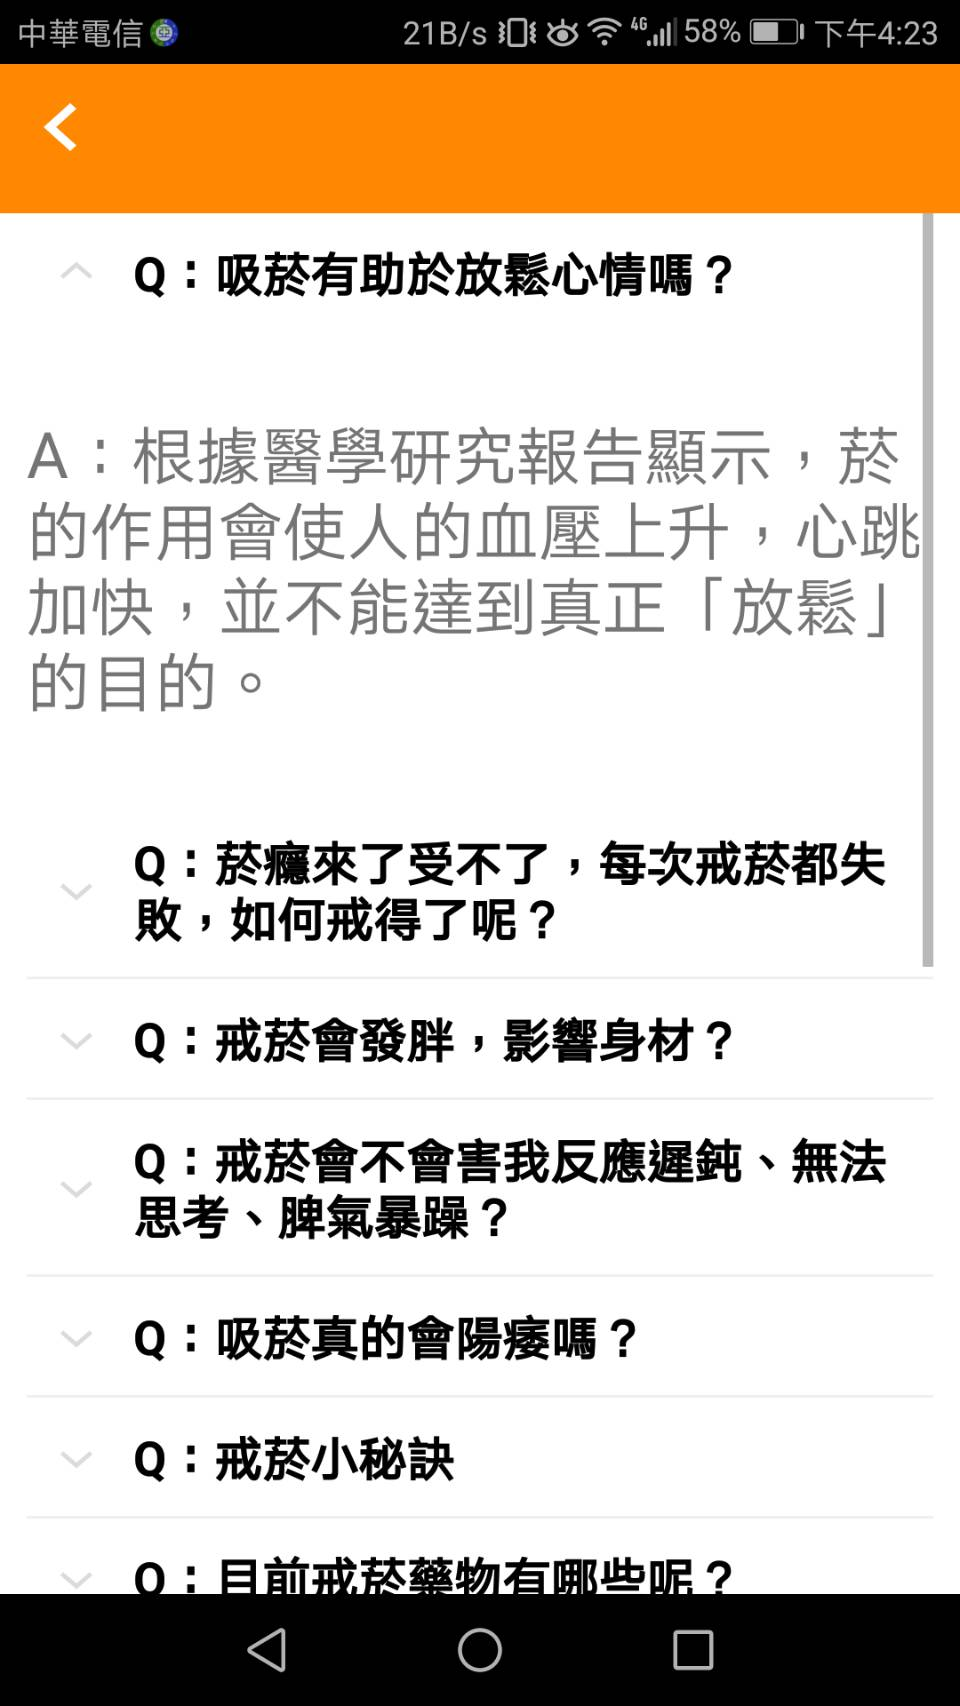 中華電信 21B/s 4G 58% 下午4:23
Q：吸菸有助於放鬆心情嗎？
A：根據醫學研究報告顯示，菸
的作用會使人的血壓上升，心跳
加快，並不能達到真正「放鬆」
的目的。
Q：菸癮來了受不了，每次戒菸都失
敗，如何戒得了呢？
Q：戒菸會發胖，影響身材？
Q：戒菸會不會害我反應遲鈍、無法
思考、脾氣暴躁？
Q：吸菸真的會陽痿嗎？
Q：戒菸小秘訣
Q：目前戒菸藥物有哪些呢？